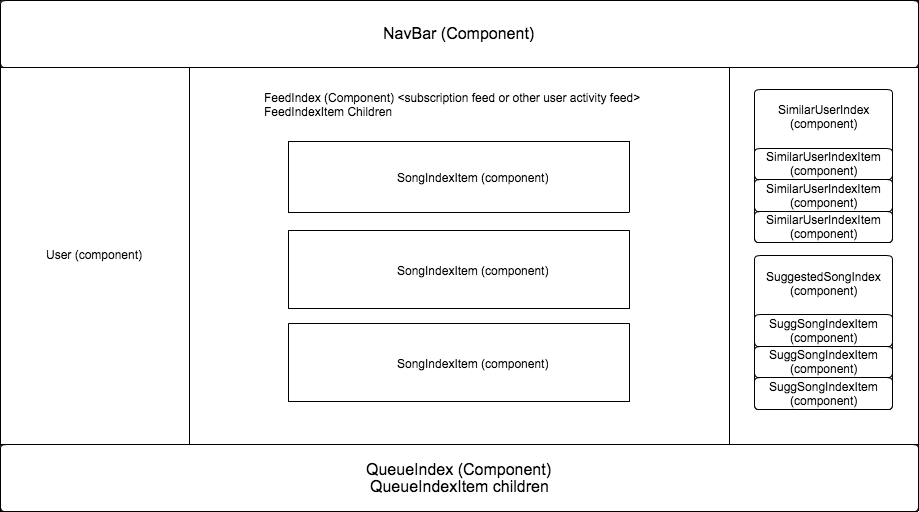 NavBar (Component)
User (component)
FeedIndex (Component) <subscription feed or other user activity feed>
FeedIndexItem Children
SongIndexItem (component)
SongIndexItem (component)
SongIndexItem (component)
SimilarUserIndex
(component)
SimilarUserIndexItem
(component)
SimilarUserIndexItem
(component)
SimilarUserIndexItem
(component)
SuggestedSongIndex
(component)
SuggSongIndexItem
(component)
SuggSongIndexItem
(component)
SuggSongIndexItem
(component)
QueueIndex (Component)
QueueIndexItem children